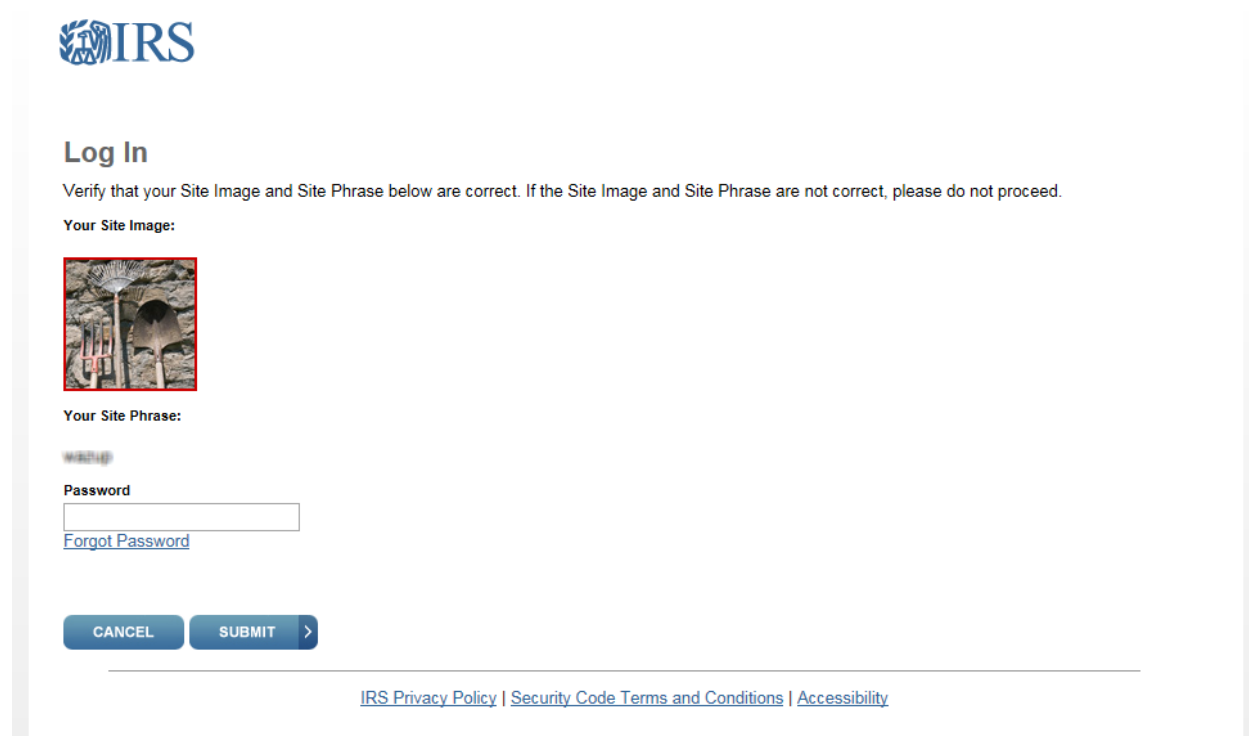 IRS
Log In
Verify that your Site Image and Site Phrase below are correct. If the Site Image and Site Phrase are not correct, please do not proceed.
Your Site Image:
Your Site Phrase:
Password
Forgot Password
CANCEL SUBMIT >
IRS Privacy Policy | Security Code Terms and Conditions | Accessibility